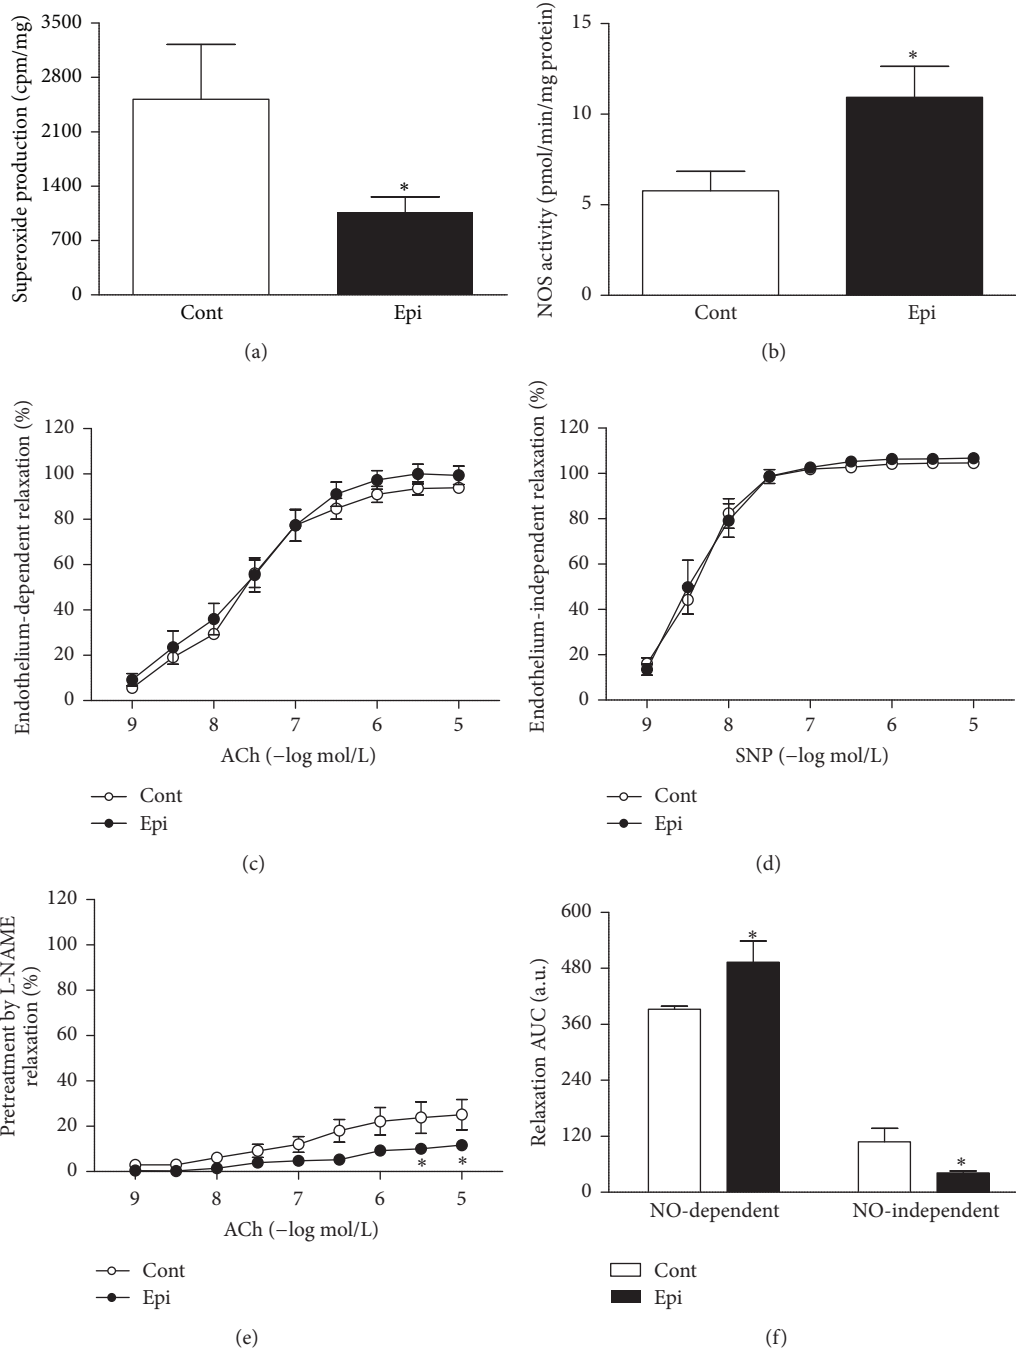 Superoxide production (cpm/mg)
3500
2800
2100
1400
700
0
*
Cont
Epi
(a)
NOS activity (pmol/min/mg protein)
15
10
5
0
*
Cont
Epi
(b)
Endothelium-dependent relaxation (%)
120
100
80
60
40
20
0
9
8
7
6
5
ACh (−log mol/L)
Cont
Epi
(c)
Endothelium-independent relaxation (%)
120
100
80
60
40
20
0
9
8
7
6
5
SNP (−log mol/L)
Cont
Epi
(d)
Pretreatment by L-NAME
relaxation (%)
120
100
80
60
40
20
0
*
*
9
8
7
6
5
ACh (−log mol/L)
Cont
Epi
(e)
Relaxation AUC (a.u.)
600
480
360
240
120
0
*
*
NO-dependent
NO-independent
Cont
Epi
(f)